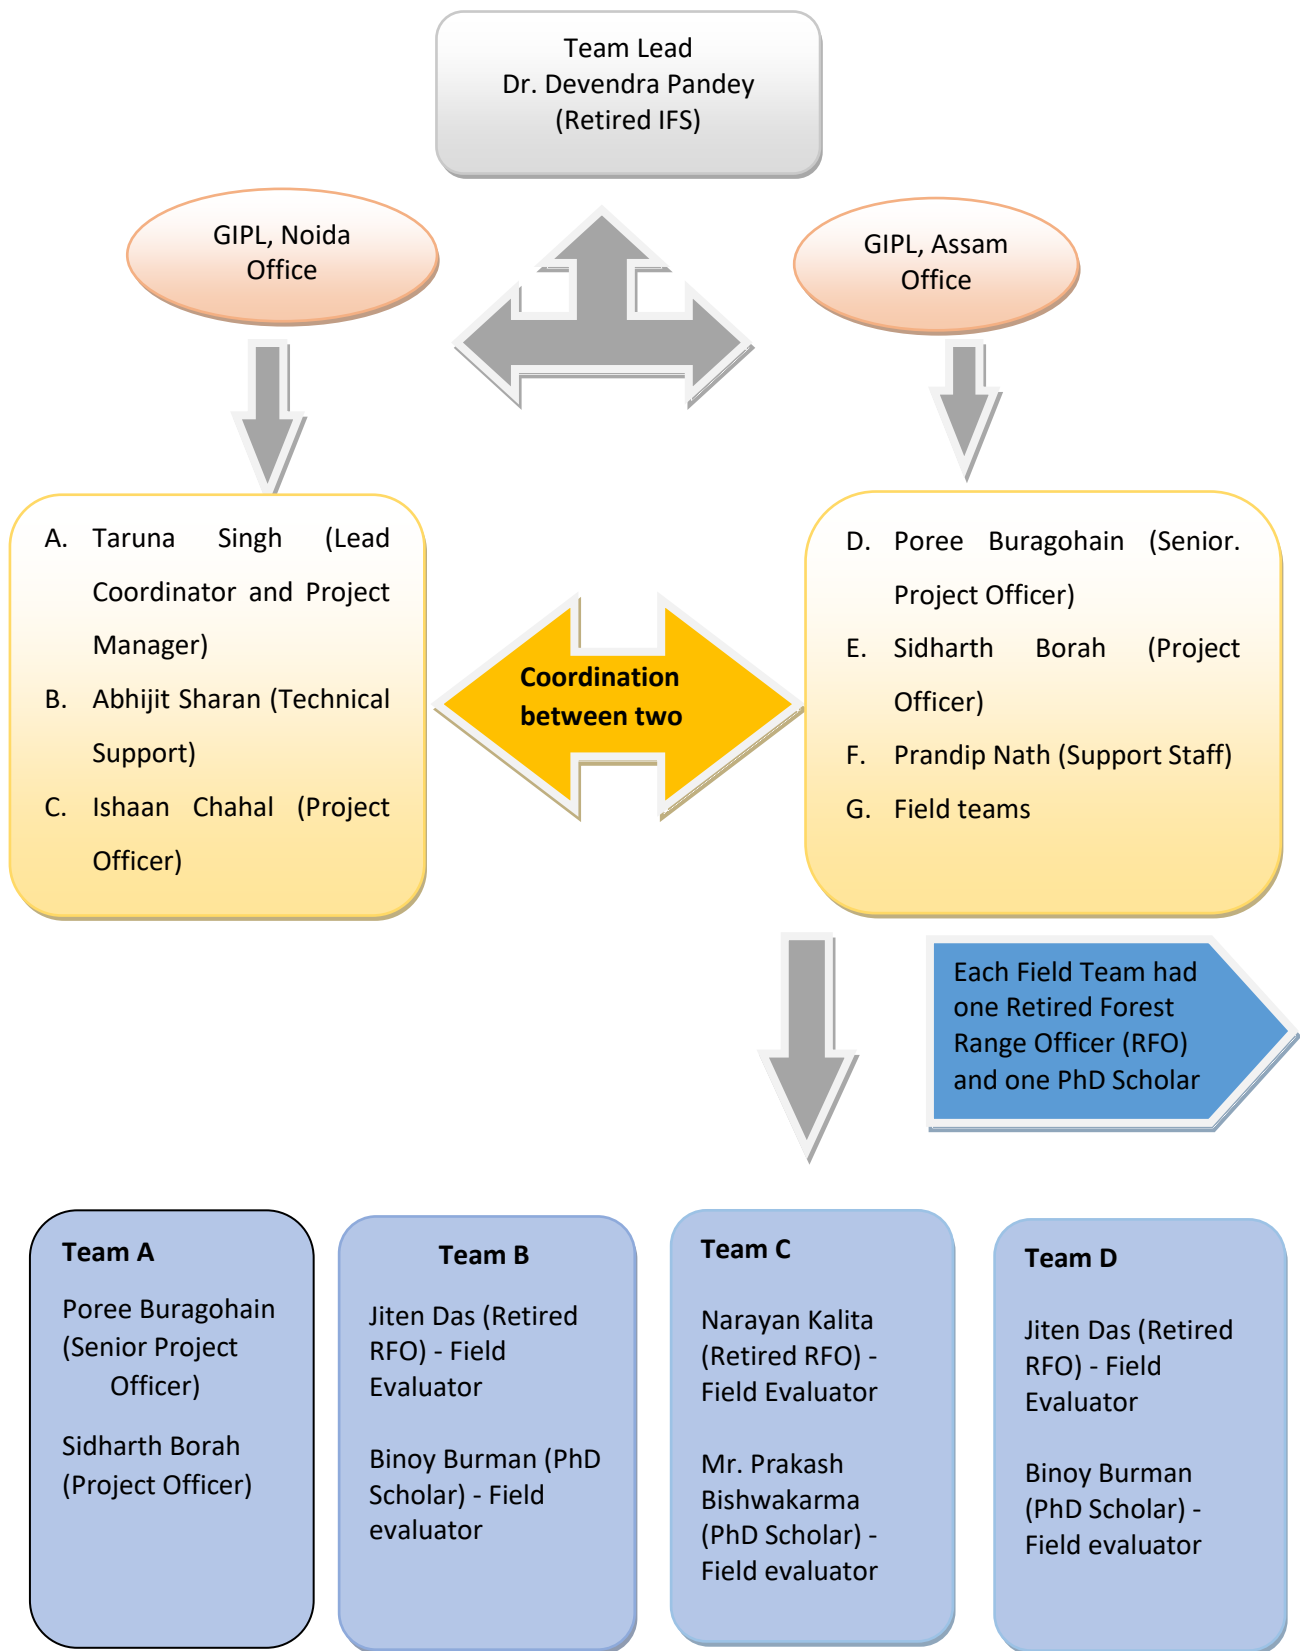 Team Lead
Dr. Devendra Pandey
(Retired IFS)
GIPL, Noida
Office
GIPL, Assam
Office
A. Taruna Singh (Lead
Coordinator and Project
Manager)
B. Abhijit Sharan (Technical
Support)
C. Ishaan Chahal (Project
Officer)
Coordination
between two
D. Poree Buragohain (Senior.
Project Officer)
E. Sidharth Borah (Project
Officer)
F. Prandip Nath (Support Staff)
G. Field teams
Each Field Team had
one Retired Forest
Range Officer (RFO)
and one PhD Scholar
Team A
Poree Buragohain
(Senior Project
Officer)
Sidharth Borah
(Project Officer)
Team B
Jiten Das (Retired
RFO) - Field
Evaluator
Binoy Burman (PhD
Scholar) - Field
evaluator
Team C
Narayan Kalita
(Retired RFO) -
Field Evaluator
Mr. Prakash
Bishwakarma
(PhD Scholar) -
Field evaluator
Team D
Jiten Das (Retired
RFO) - Field
Evaluator
Binoy Burman
(PhD Scholar) -
Field evaluator